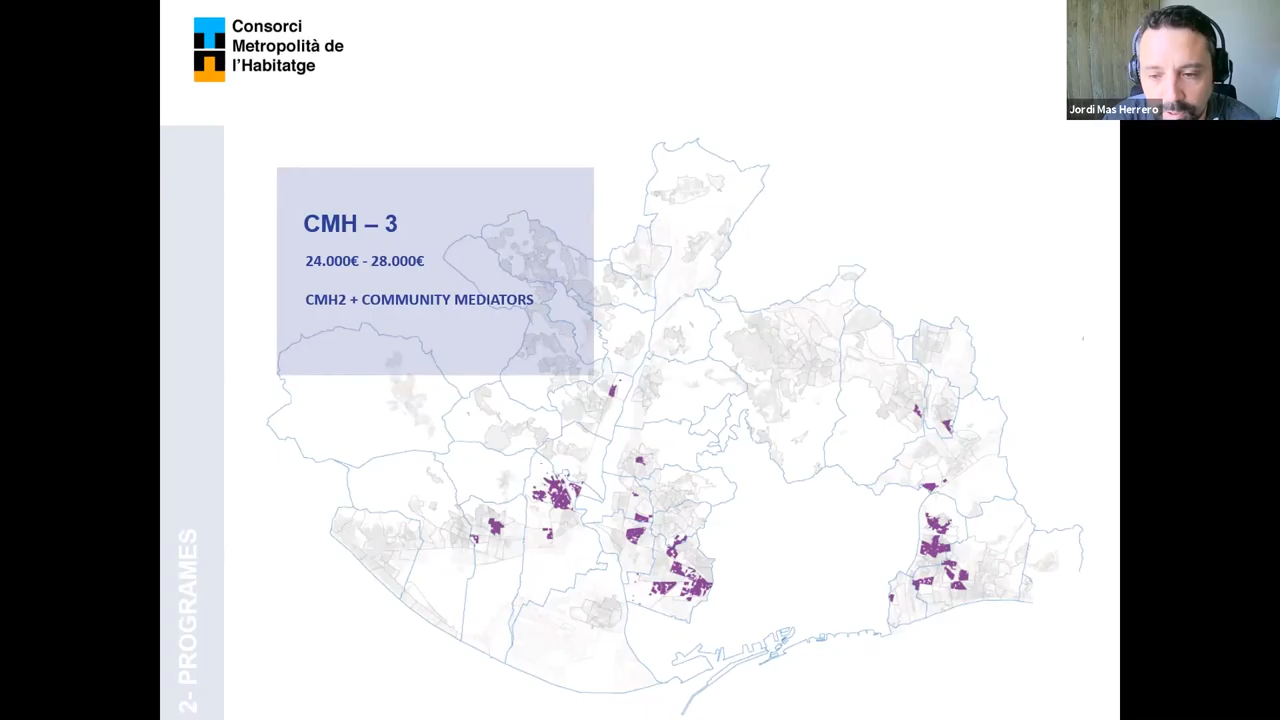 Consorci
Metropolità de
l'Habitatge
Jordi Mas Herrero
CMH – 3
24.000€ - 28.000€
CMH2 + COMMUNITY MEDIATORS
2- PROGRAMES